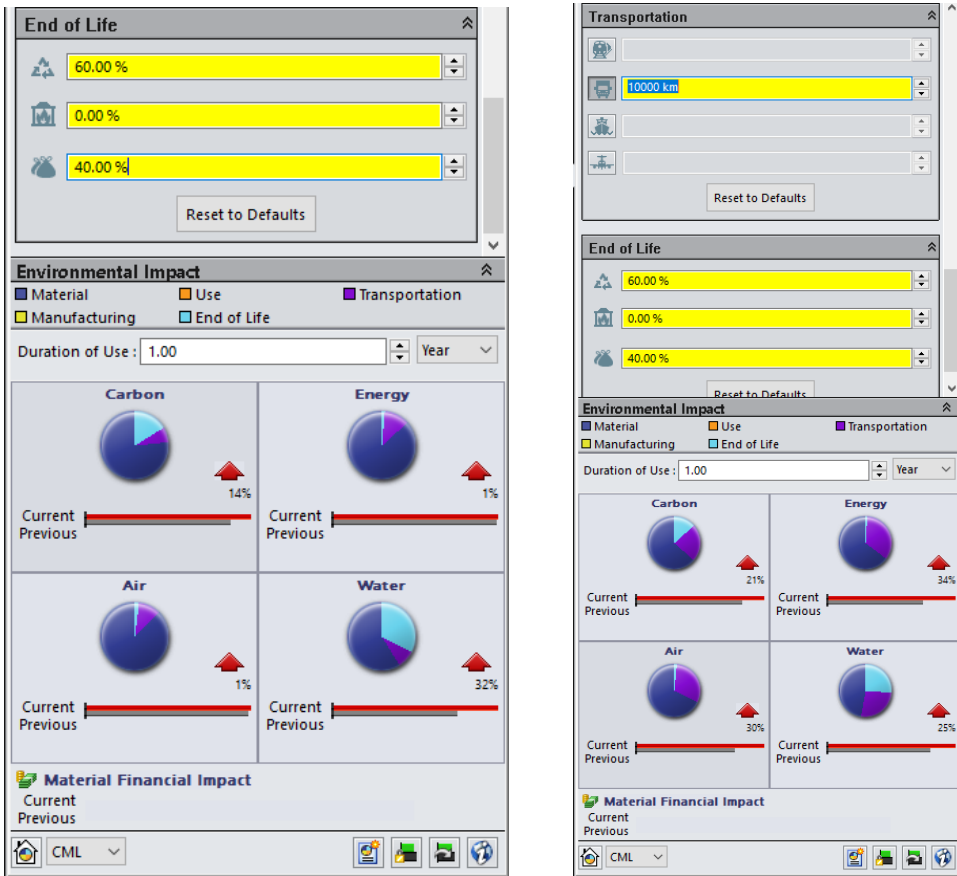 End of Life
60.00 %
0.00 %
40.00 %
Reset to Defaults
Environmental Impact
Material Use Transportation
Manufacturing End of Life
Duration of Use : 1.00 Year
Carbon Energy
14% 1%
Current Current
Previous Previous
Air Water
1% 32%
Current Current
Previous Previous
Material Financial Impact
Current
Previous
CML
Transportation
10000 km
Reset to Defaults
End of Life
60.00 %
0.00 %
40.00 %
Reset to Defaults
Environmental Impact
Material Use Transportation
Manufacturing End of Life
Duration of Use : 1.00 Year
Carbon Energy
21% 34%
Current Current
Previous Previous
Air Water
30% 25%
Current Current
Previous Previous
Material Financial Impact
Current
Previous
CML